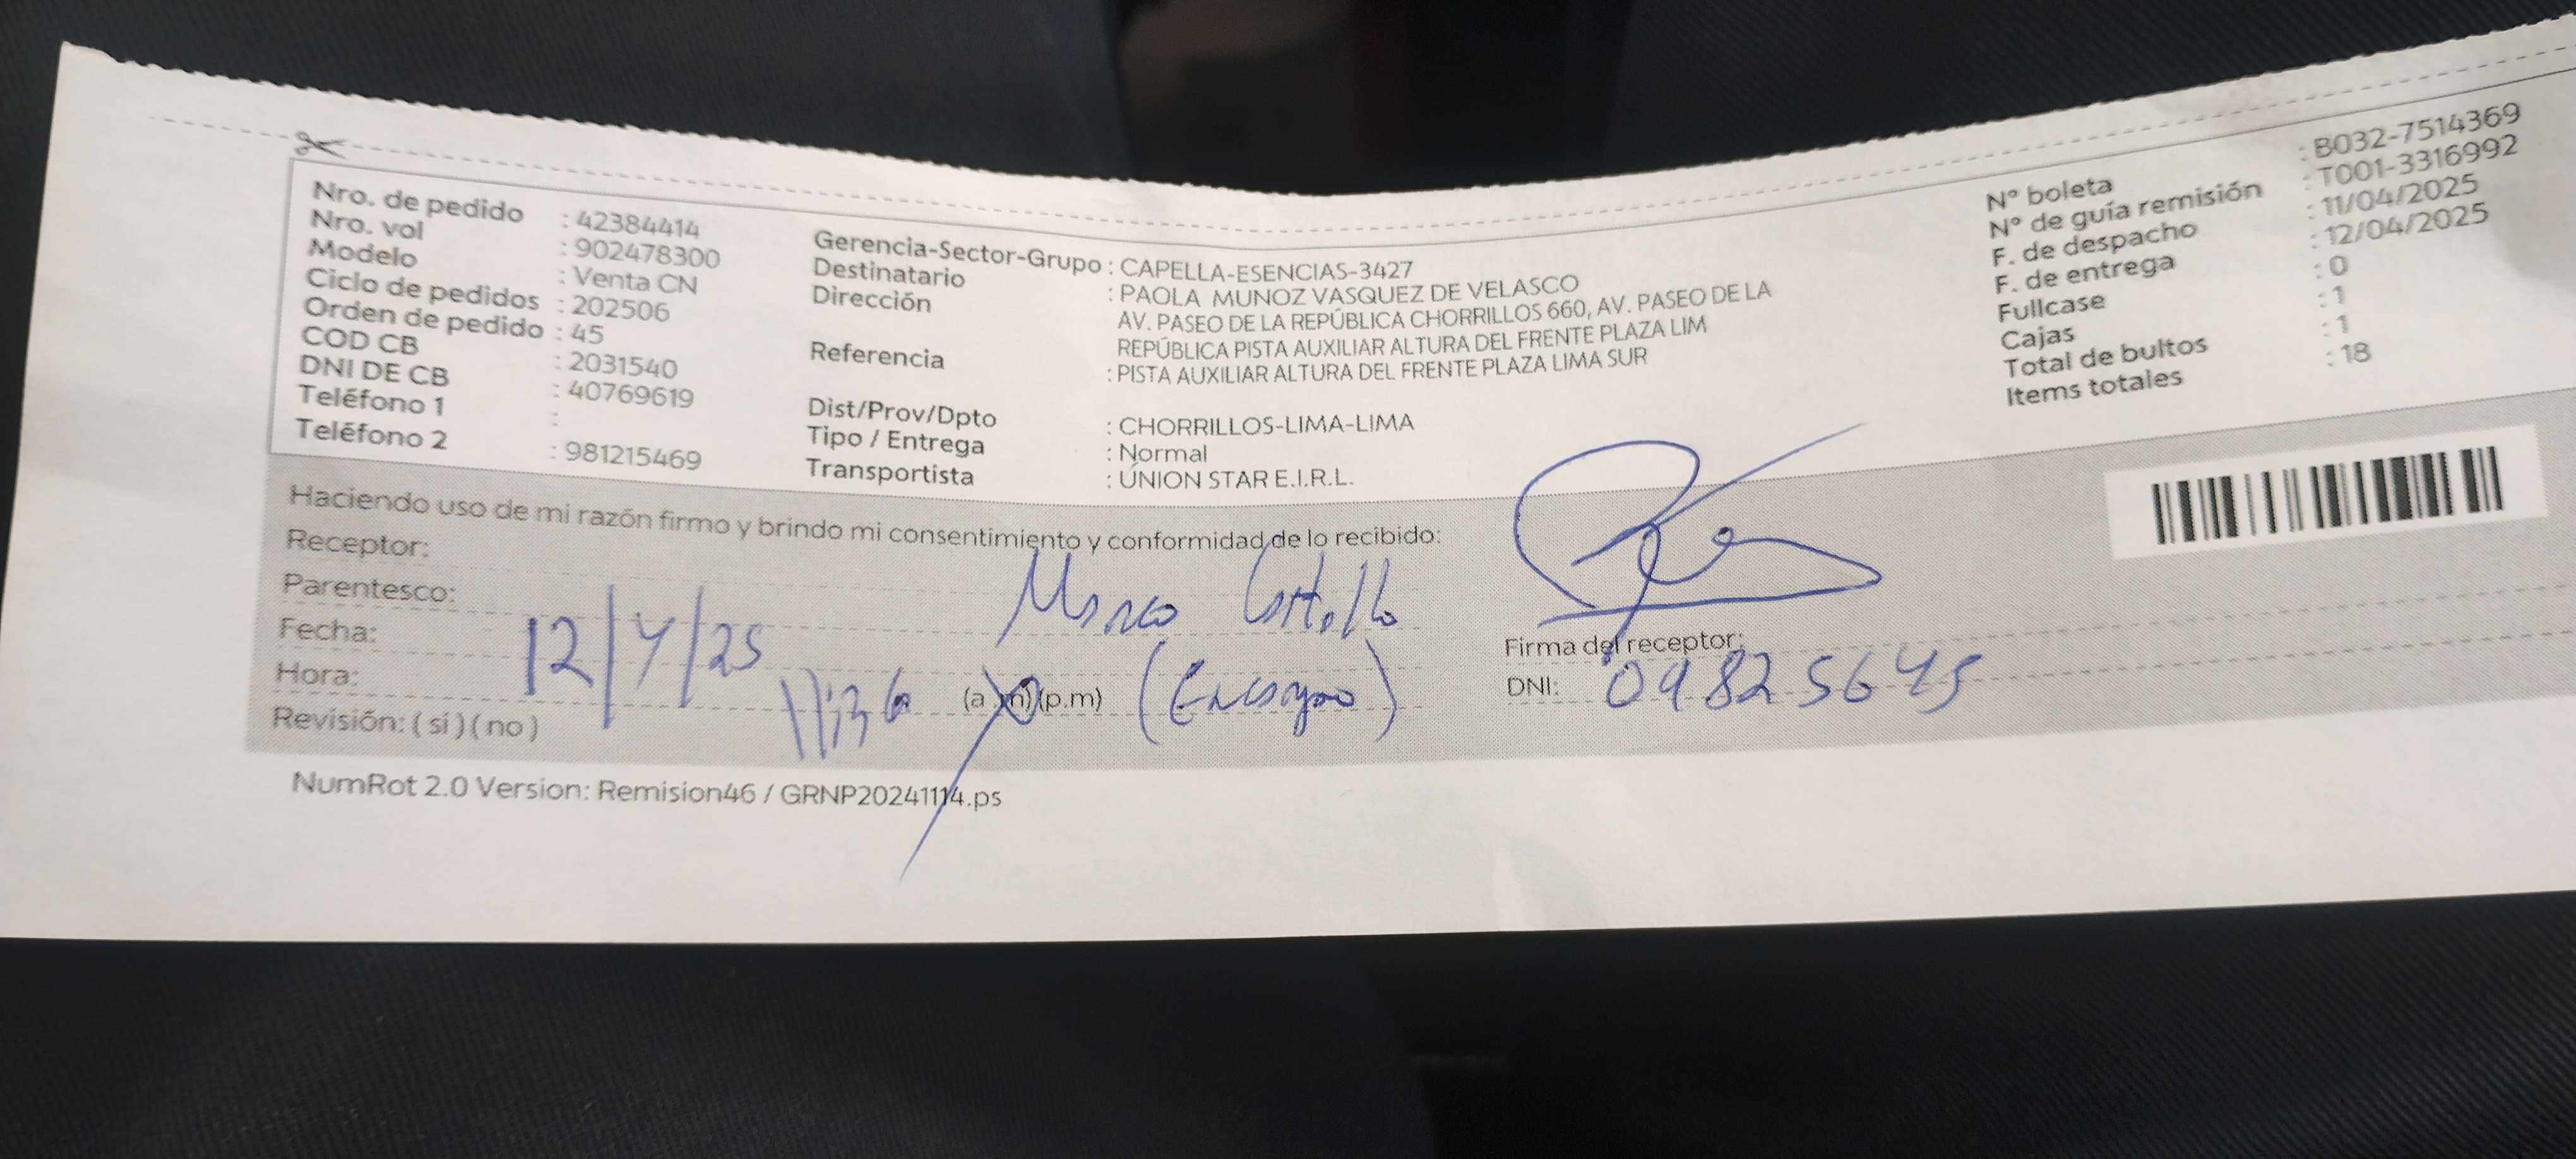 Nro. de pedido : 42384414
Nro. vol : 902478300
Modelo : Venta CN
Ciclo de pedidos : 202506
Orden de pedido : 45
COD CB : 2031540
DNI DE CB : 40769619
Teléfono 1 :
Teléfono 2 : 981215469
Gerencia-Sector-Grupo : CAPELLA-ESENCIAS-3427
Destinatario : PAOLA MUNOZ VASQUEZ DE VELASCO
Dirección AV. PASEO DE LA REPÚBLICA CHORRILLOS 660, AV. PASEO DE LA
REPÚBLICA PISTA AUXILIAR ALTURA DEL FRENTE PLAZA LIM
Referencia : PISTA AUXILIAR ALTURA DEL FRENTE PLAZA LIMA SUR
Dist/Prov/Dpto : CHORRILLOS-LIMA-LIMA
Tipo / Entrega : Normal
Transportista : ÚNION STAR E.I.R.L.
N° boleta : B032-7514369
N° de guía remisión : T001-3316992
F. de despacho : 11/04/2025
F. de entrega : 12/04/2025
Fullcase : 0
Cajas : 1
Total de bultos : 1
Items totales : 18
Haciendo uso de mi razón firmo y brindo mi consentimiento y conformidad de lo recibido:
Receptor: Marco Castillo
Parentesco:
Fecha: 12/4/25
Hora: 11:36 (a.m)(p.m)
Revisión: ( si ) ( no )
Firma del receptor:
DNI: 09825645
NumRot 2.0 Version: Remision46 / GRNP20241114.ps